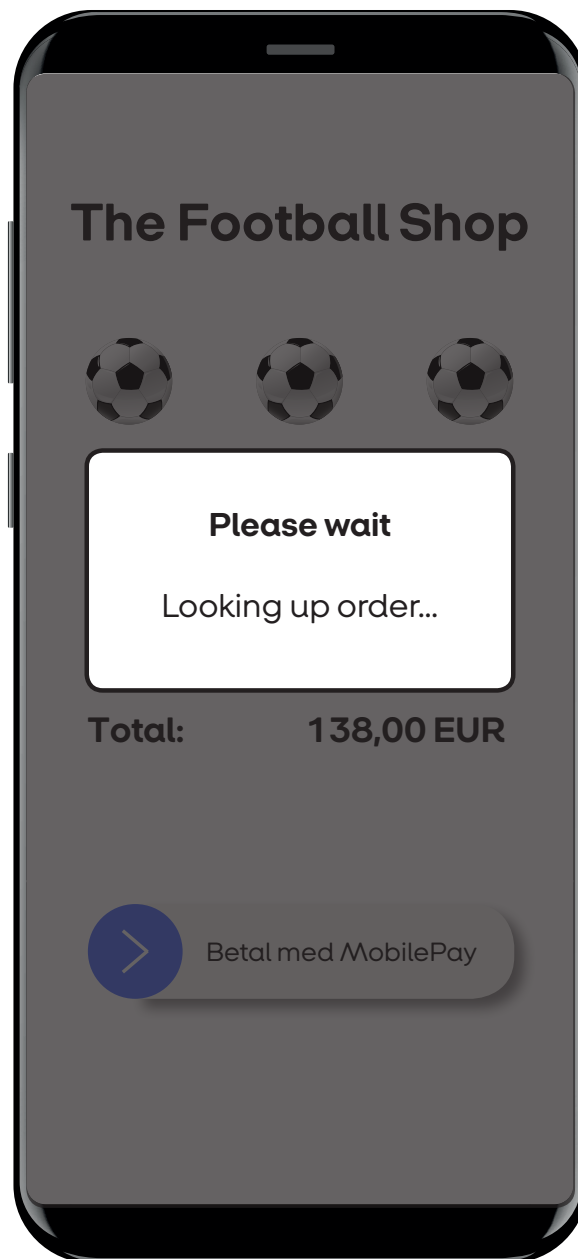 The Football Shop
Please wait
Looking up order...
Total: 138,00 EUR
Betal med MobilePay